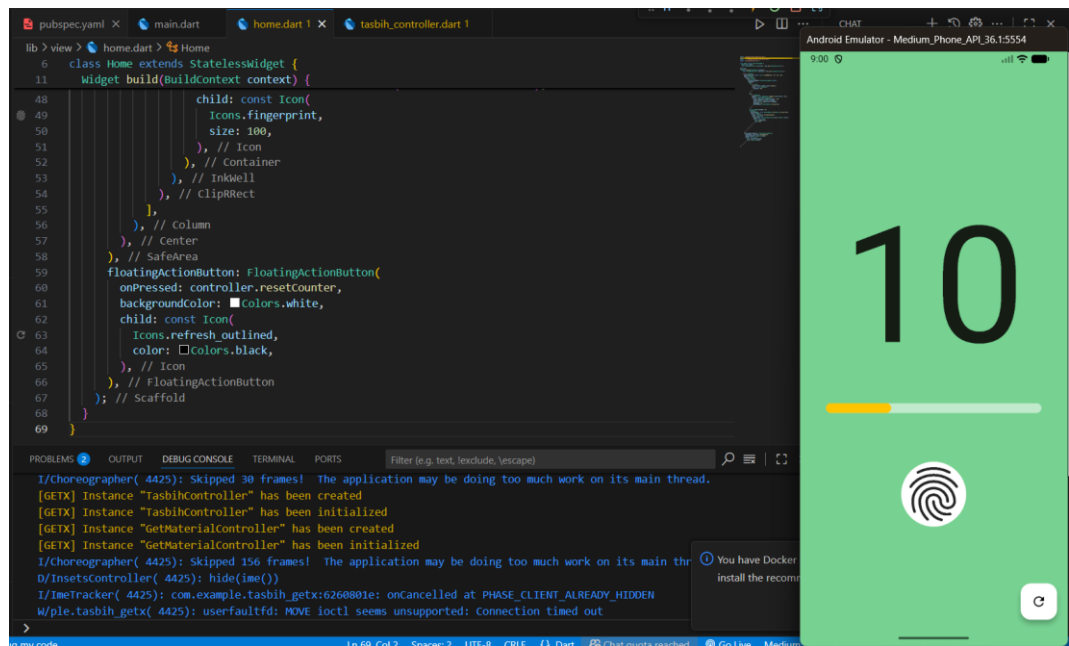 pubspec.yaml
main.dart
home.dart 1
tasbih_controller.dart 1
CHAT
lib > view > home.dart > Home
6 class Home extends StatelessWidget {
11 Widget build(BuildContext context) {
48 child: const Icon(
49 Icons.fingerprint,
50 size: 100,
51 ), // Icon
52 ), // Container
53 ), // InkWell
54 ), // ClipRRect
55 ],
56 ), // Column
57 ), // Center
58 ), // SafeArea
59 floatingActionButton: FloatingActionButton(
60 onPressed: controller.resetCounter,
61 backgroundColor: Colors.white,
62 child: const Icon(
63 Icons.refresh_outlined,
64 color: Colors.black,
65 ), // Icon
66 ), // FloatingActionButton
67 ); // Scaffold
68 }
69 }
PROBLEMS 2 OUTPUT DEBUG CONSOLE TERMINAL PORTS Filter (e.g. text, !exclude, \escape)
I/Choreographer( 4425): Skipped 30 frames! The application may be doing too much work on its main thread.
[GETX] Instance "TasbihController" has been created
[GETX] Instance "TasbihController" has been initialized
[GETX] Instance "GetMaterialController" has been created
[GETX] Instance "GetMaterialController" has been initialized
I/Choreographer( 4425): Skipped 156 frames! The application may be doing too much work on its main thr
D/InsetsController( 4425): hide(ime())
I/ImeTracker( 4425): com.example.tasbih_getx:6260801e: onCancelled at PHASE_CLIENT_ALREADY_HIDDEN
W/ple.tasbih_getx( 4425): userfaultfd: MOVE ioctl seems unsupported: Connection timed out
>
You have Docker
install the recomm
my code Ln 69, Col 2 Spaces: 2 UTF-8 CRLF {} Dart Chat quota reached Go Live Medium
Android Emulator - Medium_Phone_API_36.1:5554
9:00
10